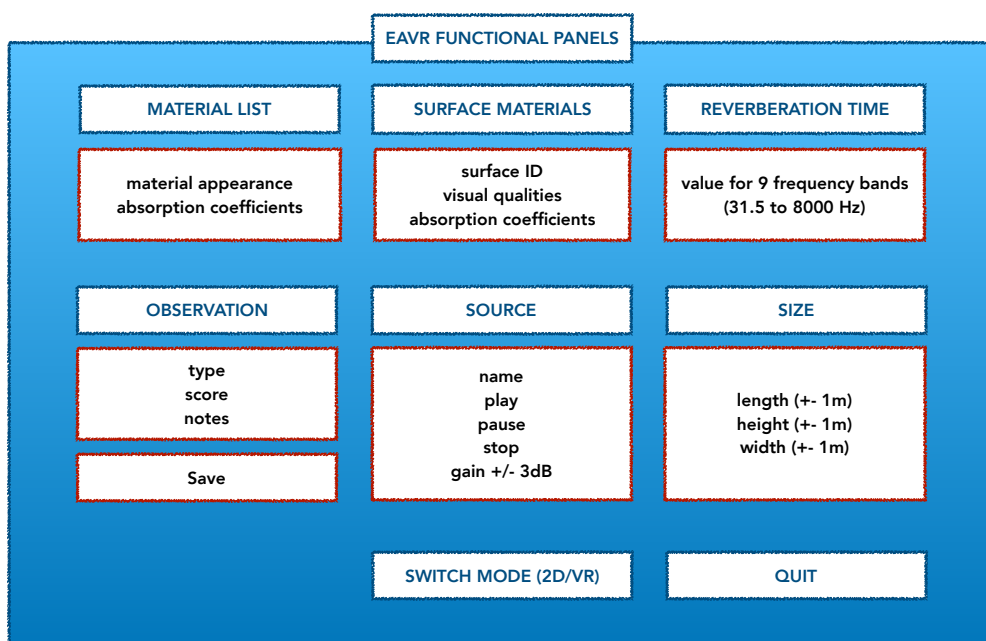 EAVR FUNCTIONAL PANELS
MATERIAL LIST
material appearance
absorption coefficients
SURFACE MATERIALS
surface ID
visual qualities
absorption coefficients
REVERBERATION TIME
value for 9 frequency bands
(31.5 to 8000 Hz)
OBSERVATION
type
score
notes
Save
SOURCE
name
play
pause
stop
gain +/- 3dB
SIZE
length (+- 1m)
height (+- 1m)
width (+- 1m)
SWITCH MODE (2D/VR)
QUIT